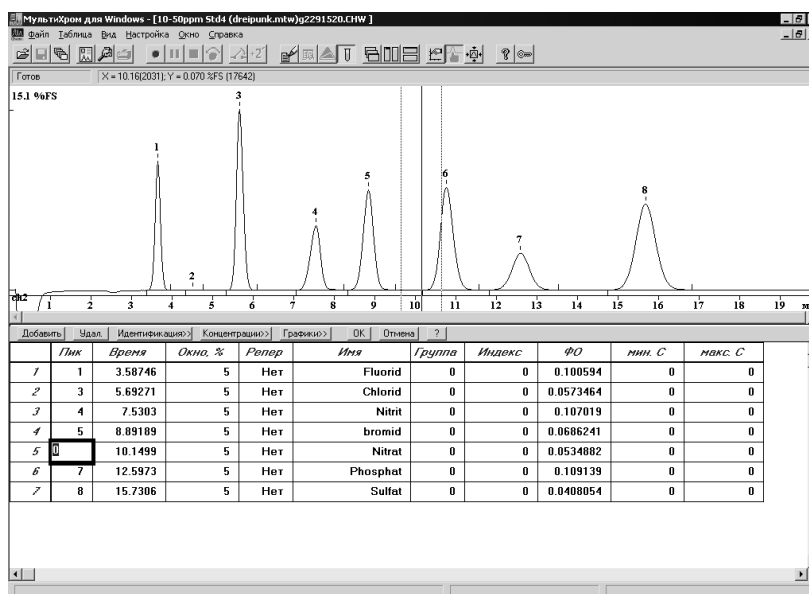 МультиХром для Windows - [10-50ppm Std4 (dreipunk.mtw)g2291520.CHW ]
Файл Таблица Вид Настройка Окно Справка
Готов X = 10.16(2031); Y = 0.070 %FS (17642)
15.1 %FS
1 2 3 4 5 6 7 8
ch2
1 2 3 4 5 6 7 8 9 10 11 12 13 14 15 16 17 18 19
Добавить Удал. Идентификация>> Концентрации>> Графики>> OK Отмена ?
Пик Время Окно, % Репер Имя Группа Индекс ФО мин. C макс. C
1 1 3.58746 5 Нет Fluorid 0 0 0.100594 0 0
2 3 5.69271 5 Нет Chlorid 0 0 0.0573464 0 0
3 4 7.5303 5 Нет Nitrit 0 0 0.107019 0 0
4 5 8.89189 5 Нет bromid 0 0 0.0686241 0 0
5 0 10.1499 5 Нет Nitrat 0 0 0.0534882 0 0
6 7 12.5973 5 Нет Phosphat 0 0 0.109139 0 0
7 8 15.7306 5 Нет Sulfat 0 0 0.0408054 0 0